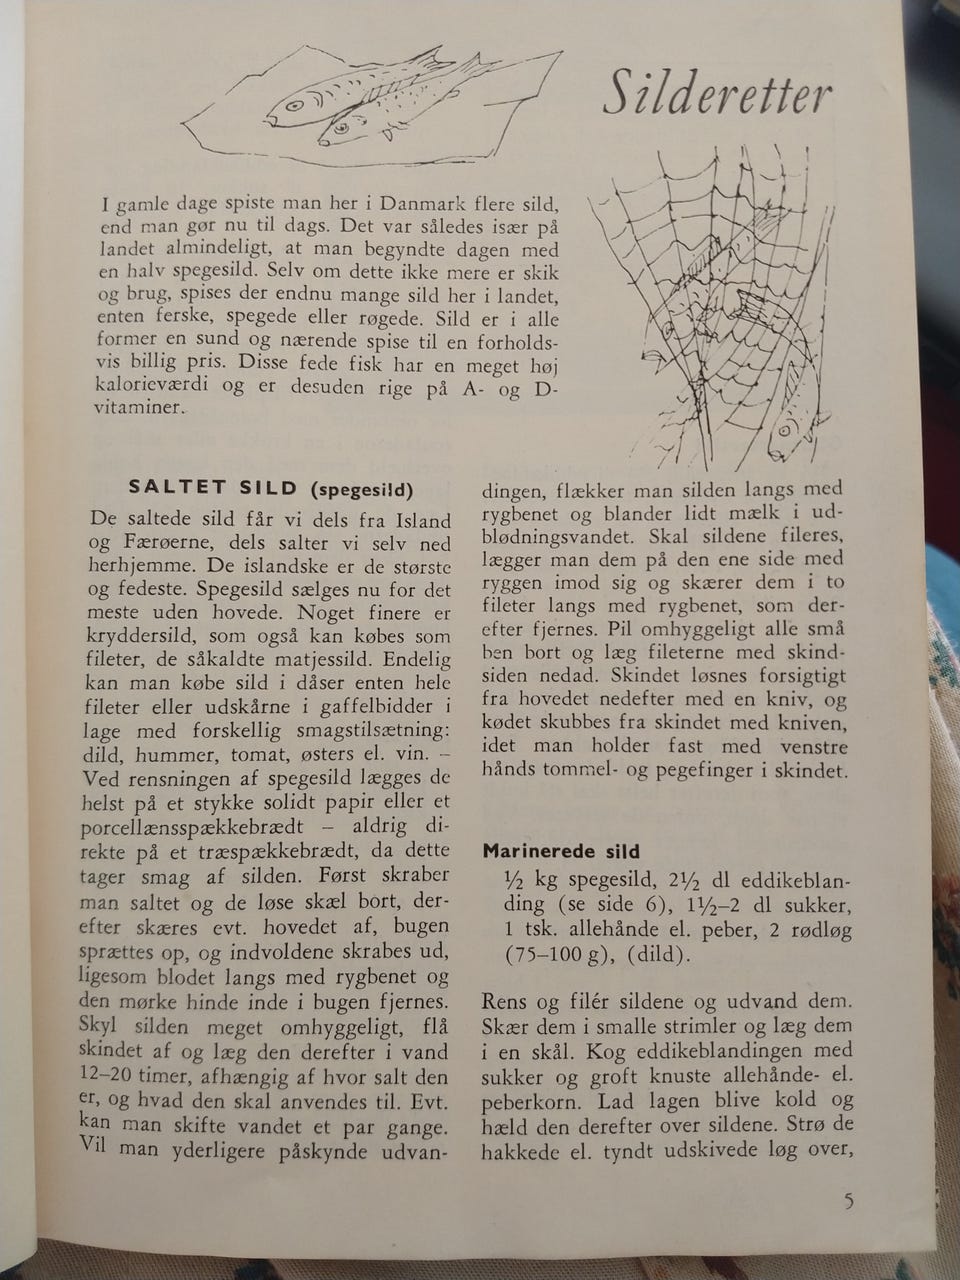 Silderetter
I gamle dage spiste man her i Danmark flere sild,
end man gør nu til dags. Det var således især på
landet almindeligt, at man begyndte dagen med
en halv spegesild. Selv om dette ikke mere er skik
og brug, spises der endnu mange sild her i landet,
enten ferske, spegede eller røgede. Sild er i alle
former en sund og nærende spise til en forholds-
vis billig pris. Disse fede fisk har en meget høj
kalorieværdi og er desuden rige på A- og D-
vitaminer.
SALTET SILD (spegesild)
De saltede sild får vi dels fra Island
og Færøerne, dels salter vi selv ned
herhjemme. De islandske er de største
og fedeste. Spegesild sælges nu for det
meste uden hovede. Noget finere er
kryddersild, som også kan købes som
fileter, de såkaldte matjessild. Endelig
kan man købe sild i dåser enten hele
fileter eller udskårne i gaffelbidder i
lage med forskellig smagstilsætning:
dild, hummer, tomat, østers el. vin. –
Ved rensningen af spegesild lægges de
helst på et stykke solidt papir eller et
porcellænsspækkebrædt – aldrig di-
rekte på et træspækkebrædt, da dette
tager smag af silden. Først skraber
man saltet og de løse skæl bort, der-
efter skæres evt. hovedet af, bugen
sprættes op, og indvoldene skrabes ud,
ligesom blodet langs med rygbenet og
den mørke hinde inde i bugen fjernes.
Skyl silden meget omhyggeligt, flå
skindet af og læg den derefter i vand
12–20 timer, afhængig af hvor salt den
er, og hvad den skal anvendes til. Evt.
kan man skifte vandet et par gange.
Vil man yderligere påskynde udvan-
dingen, flækker man silden langs med
rygbenet og blander lidt mælk i ud-
blødningsvandet. Skal sildene fileres,
lægger man dem på den ene side med
ryggen imod sig og skærer dem i to
fileter langs med rygbenet, som der-
efter fjernes. Pil omhyggeligt alle små
ben bort og læg fileterne med skind-
siden nedad. Skindet løsnes forsigtigt
fra hovedet nedefter med en kniv, og
kødet skubbes fra skindet med kniven,
idet man holder fast med venstre
hånds tommel- og pegefinger i skindet.
Marinerede sild
½ kg spegesild, 2½ dl eddikeblan-
ding (se side 6), 1½–2 dl sukker,
1 tsk. allehånde el. peber, 2 rødløg
(75–100 g), (dild).
Rens og filér sildene og udvand dem.
Skær dem i smalle strimler og læg dem
i en skål. Kog eddikeblandingen med
sukker og groft knuste allehånde- el.
peberkorn. Lad lagen blive kold og
hæld den derefter over sildene. Strø de
hakkede el. tyndt udskivede løg over,
5